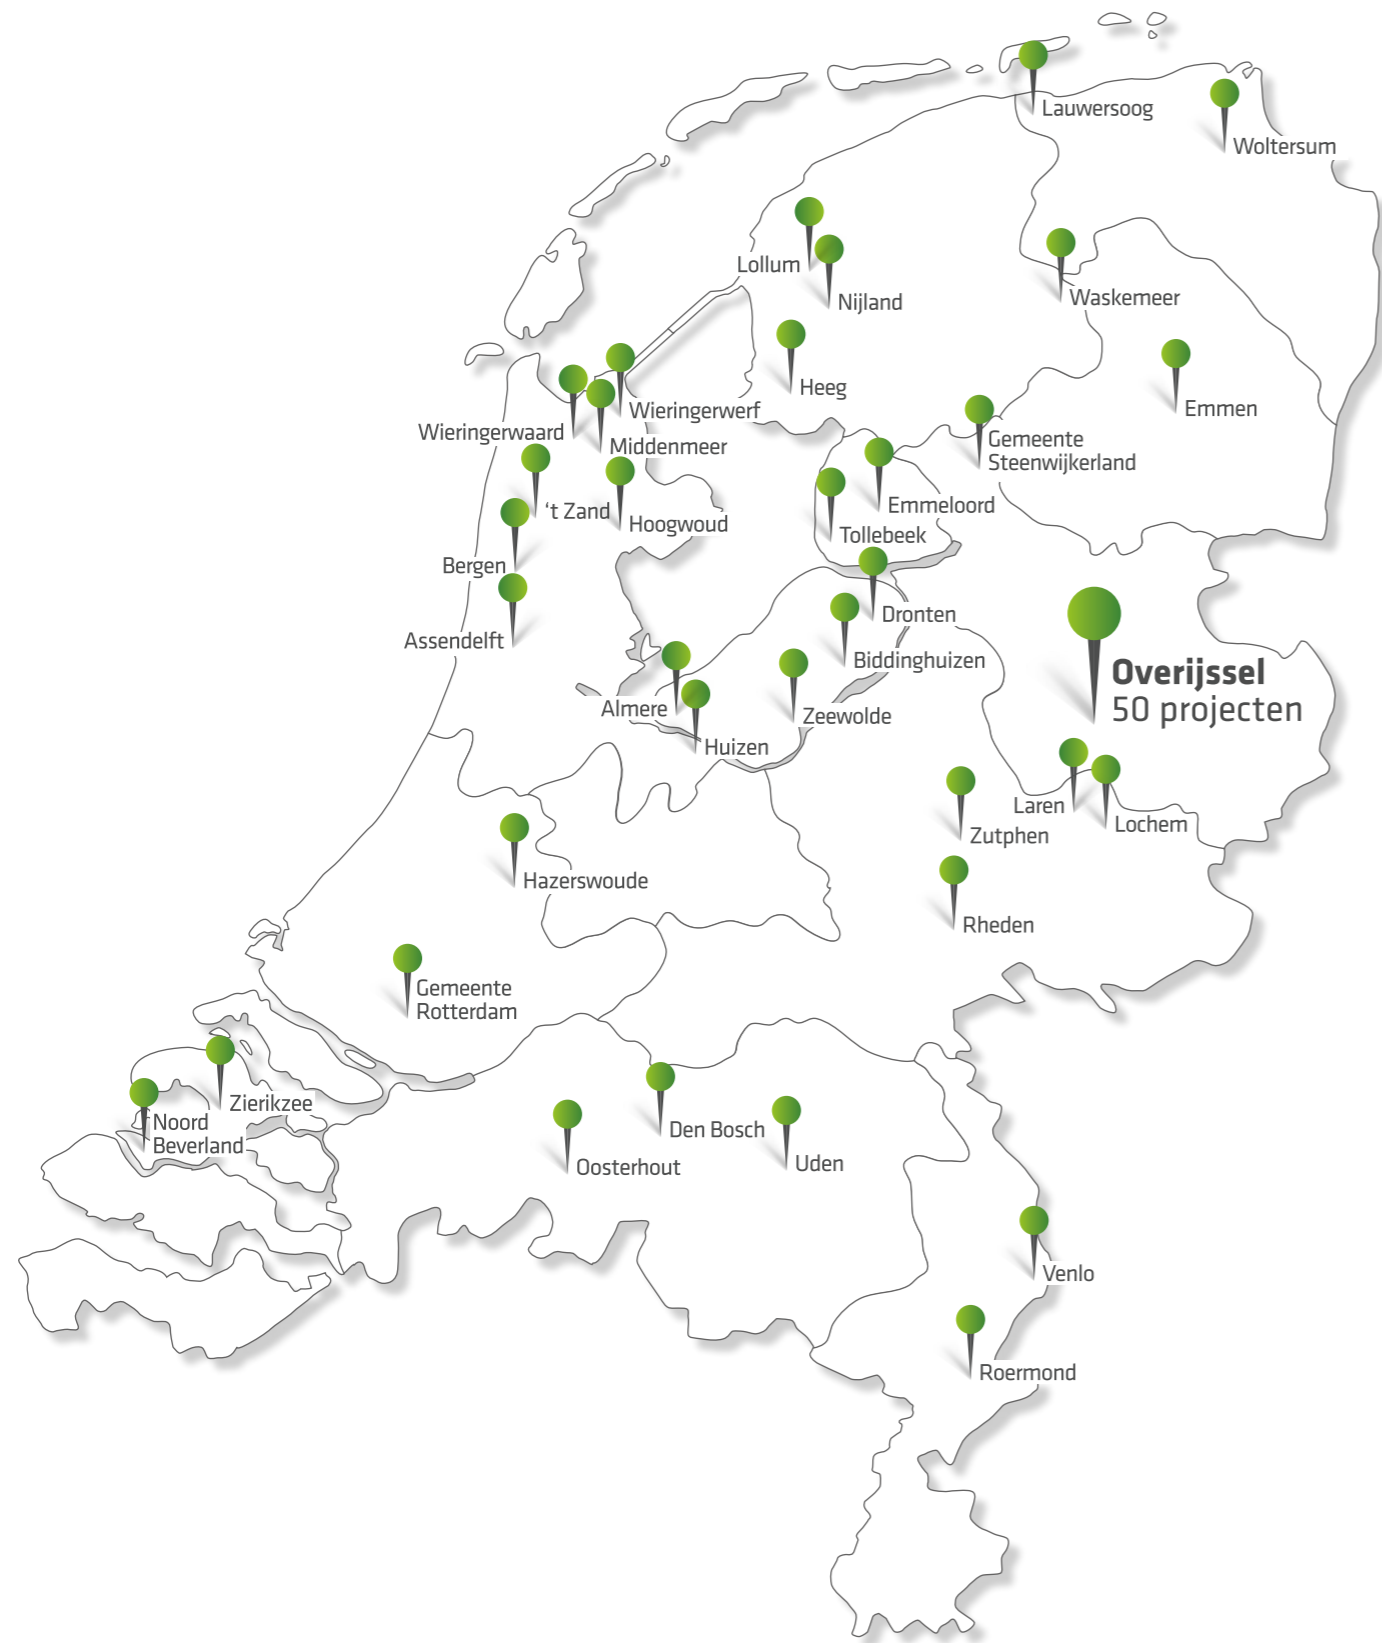 Lauwersoog
Woltersum
Lollum
Nijland
Waskemeer
Heeg
Emmen
Wieringerwerf
Wieringerwaard
Middenmeer
Gemeente
Steenwijkerland
't Zand
Hoogwoud
Emmeloord
Tollebeek
Bergen
Dronten
Assendelft
Biddinghuizen
Overijssel
50 projecten
Almere
Zeewolde
Huizen
Laren
Lochem
Zutphen
Hazerswoude
Rheden
Gemeente
Rotterdam
Zierikzee
Noord
Beverland
Den Bosch
Oosterhout
Uden
Venlo
Roermond